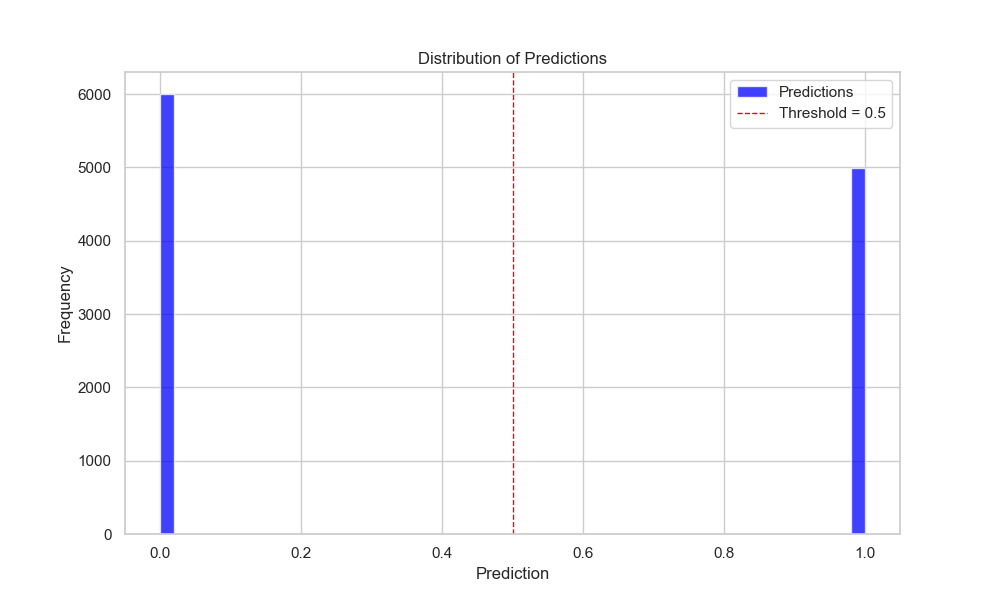 Distribution of Predictions
Predictions
Threshold = 0.5
6000
5000
4000
3000
2000
1000
0
Frequency
0.0 0.2 0.4 0.6 0.8 1.0
Prediction